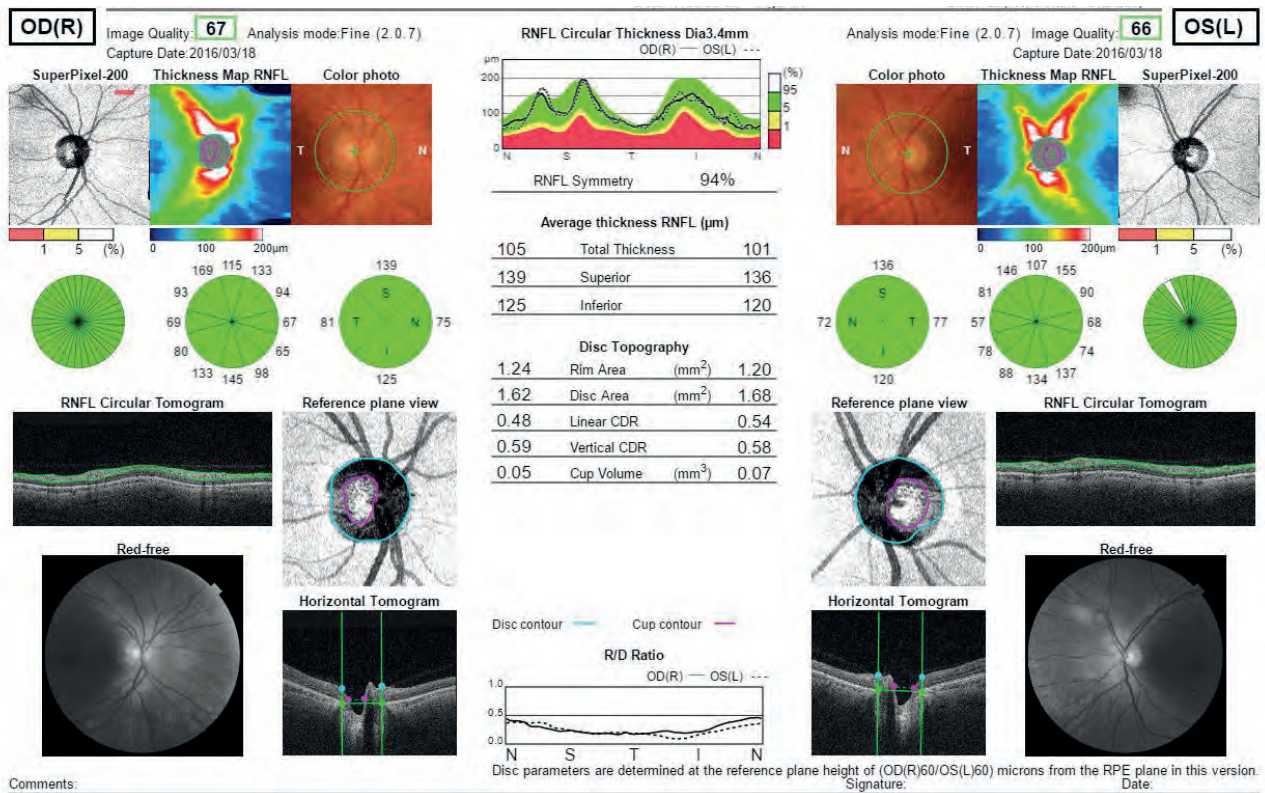 OD(R)
Image Quality: 67 Analysis mode:Fine (2.0.7)
Capture Date:2016/03/18
SuperPixel-200
Thickness Map RNFL
Color photo
T
N
1 5 (%)
0 100 200μm
169 115 133
93 94
69 67
80 65
133 145 98
139
S
81 T N 75
I
125
RNFL Circular Tomogram
Reference plane view
Red-free
Horizontal Tomogram
RNFL Circular Thickness Dia3.4mm
OD(R) — OS(L) ---
μm
200
100
0
N S T I N
(%)
95
5
1
RNFL Symmetry 94%
Average thickness RNFL (μm)
105 Total Thickness 101
139 Superior 136
125 Inferior 120
Disc Topography
1.24 Rim Area (mm²) 1.20
1.62 Disc Area (mm²) 1.68
0.48 Linear CDR 0.54
0.59 Vertical CDR 0.58
0.05 Cup Volume (mm³) 0.07
Disc contour
Cup contour
R/D Ratio
OD(R) — OS(L) ---
1.0
0.5
0.0
N S T I N
Analysis mode:Fine (2.0.7) Image Quality: 66
OS(L)
Capture Date:2016/03/18
Color photo
Thickness Map RNFL
SuperPixel-200
N
T
0 100 200μm
1 5 (%)
136
S
72 N T 77
I
120
146 107 155
81 90
57 68
78 74
88 134 137
Reference plane view
RNFL Circular Tomogram
Horizontal Tomogram
Red-free
Disc parameters are determined at the reference plane height of (OD(R)60/OS(L)60) microns from the RPE plane in this version.
Comments:
Signature:
Date: